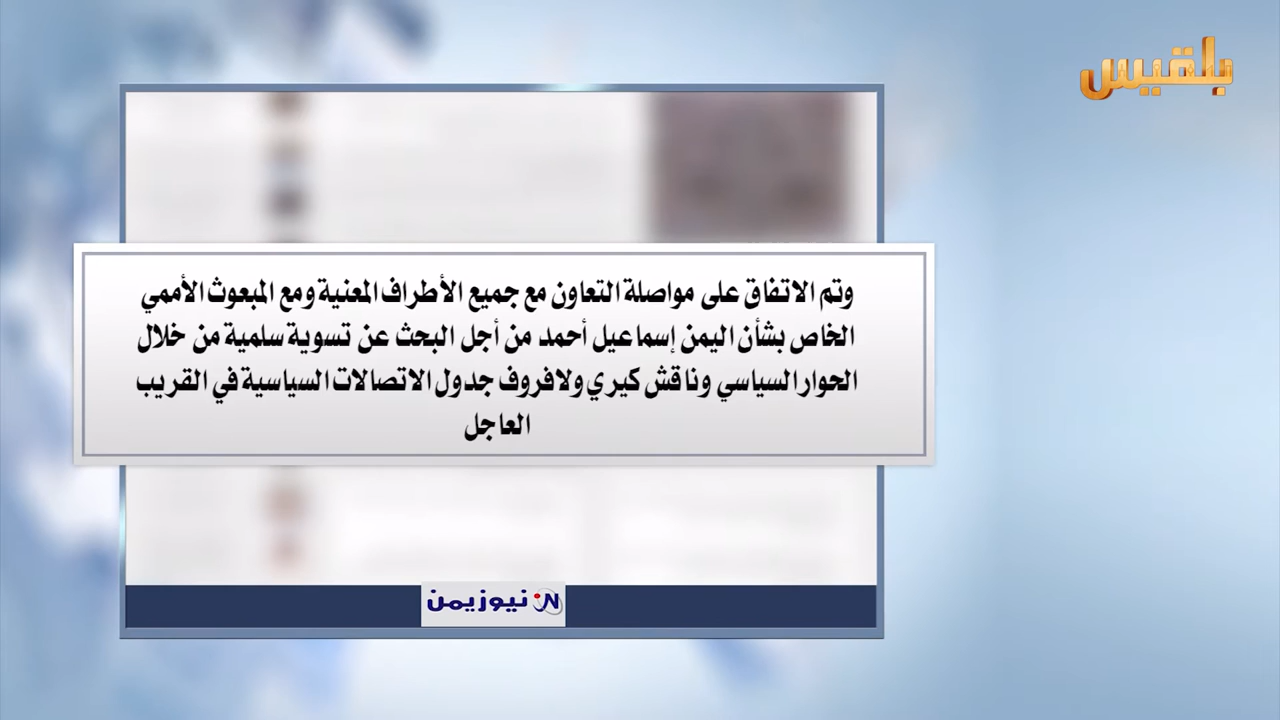 بلقيس
وتم الاتفاق على مواصلة التعاون مع جميع الأطراف المعنية ومع المبعوث الأممي
الخاص بشأن اليمن إسماعيل أحمد من أجل البحث عن تسوية سلمية من خلال
الحوار السياسي وناقش كيري ولافروف جدول الاتصالات السياسية في القريب
العاجل
نيوزيمن N